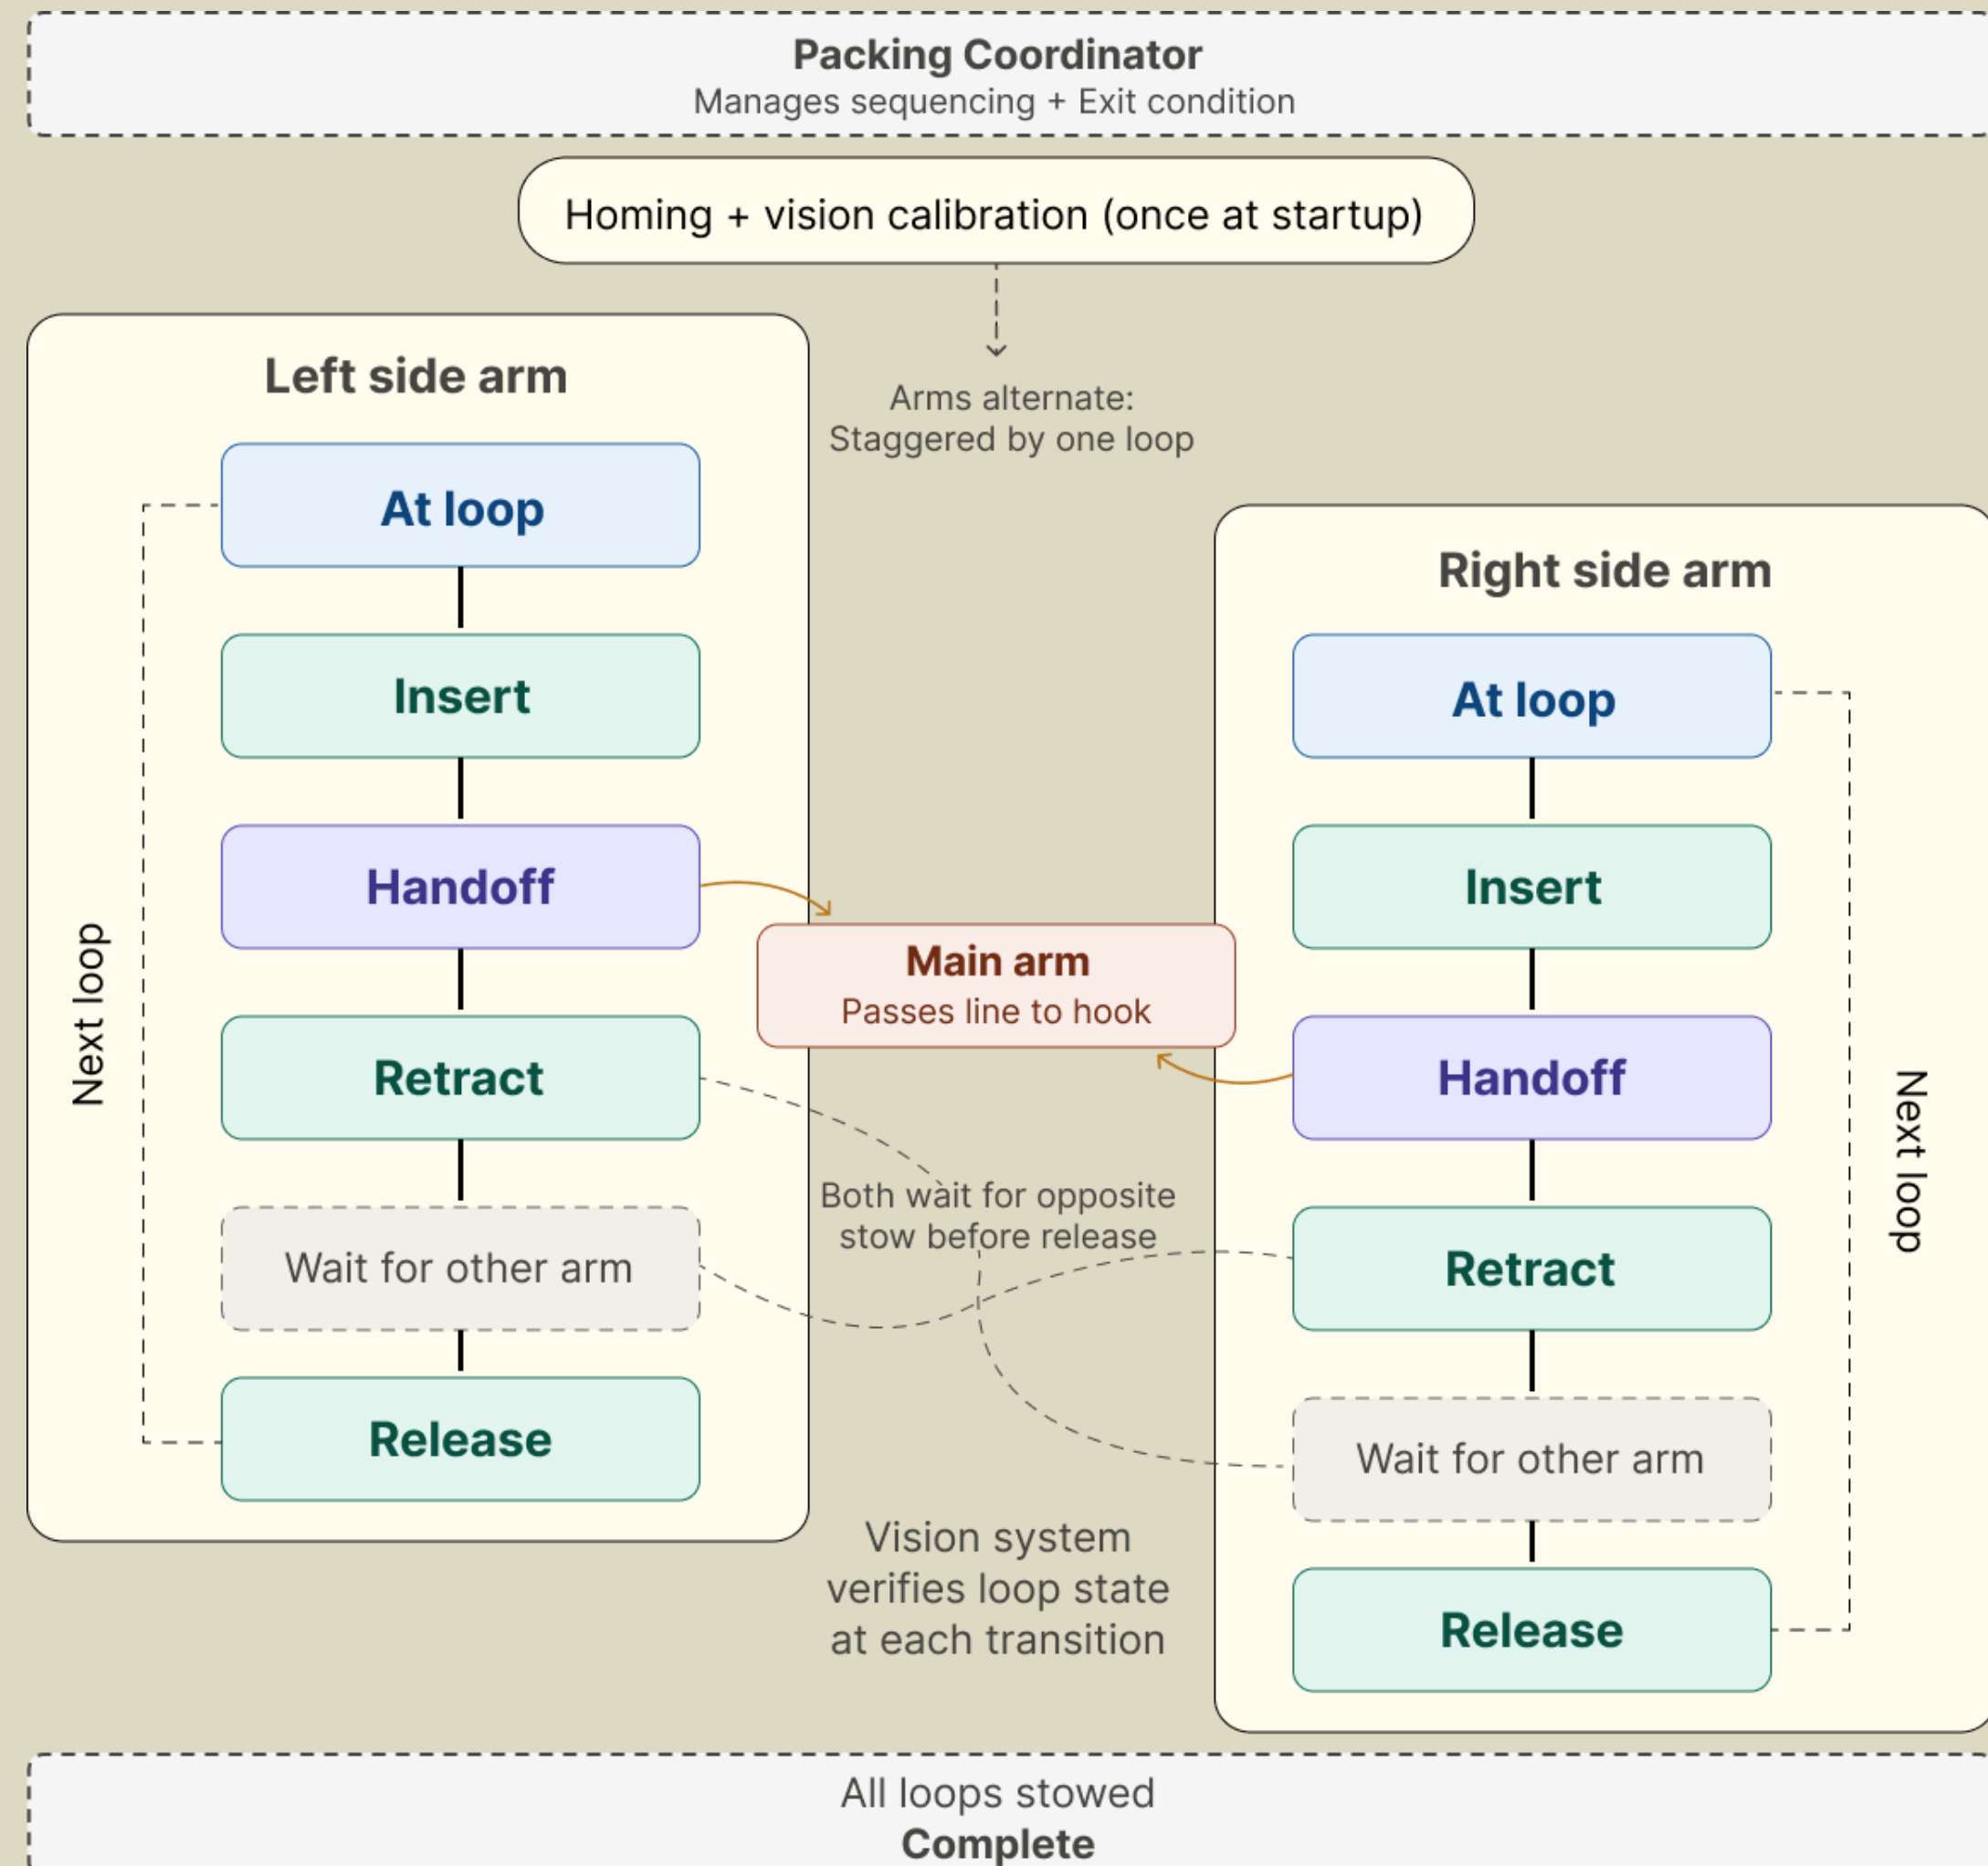 Packing Coordinator
Manages sequencing + Exit condition
Homing + vision calibration (once at startup)
Arms alternate:
Staggered by one loop
Left side arm
At loop
Insert
Handoff
Retract
Wait for other arm
Release
Next loop
Main arm
Passes line to hook
Both wait for opposite
stow before release
Vision system
verifies loop state
at each transition
Right side arm
At loop
Insert
Handoff
Retract
Wait for other arm
Release
Next loop
All loops stowed
Complete